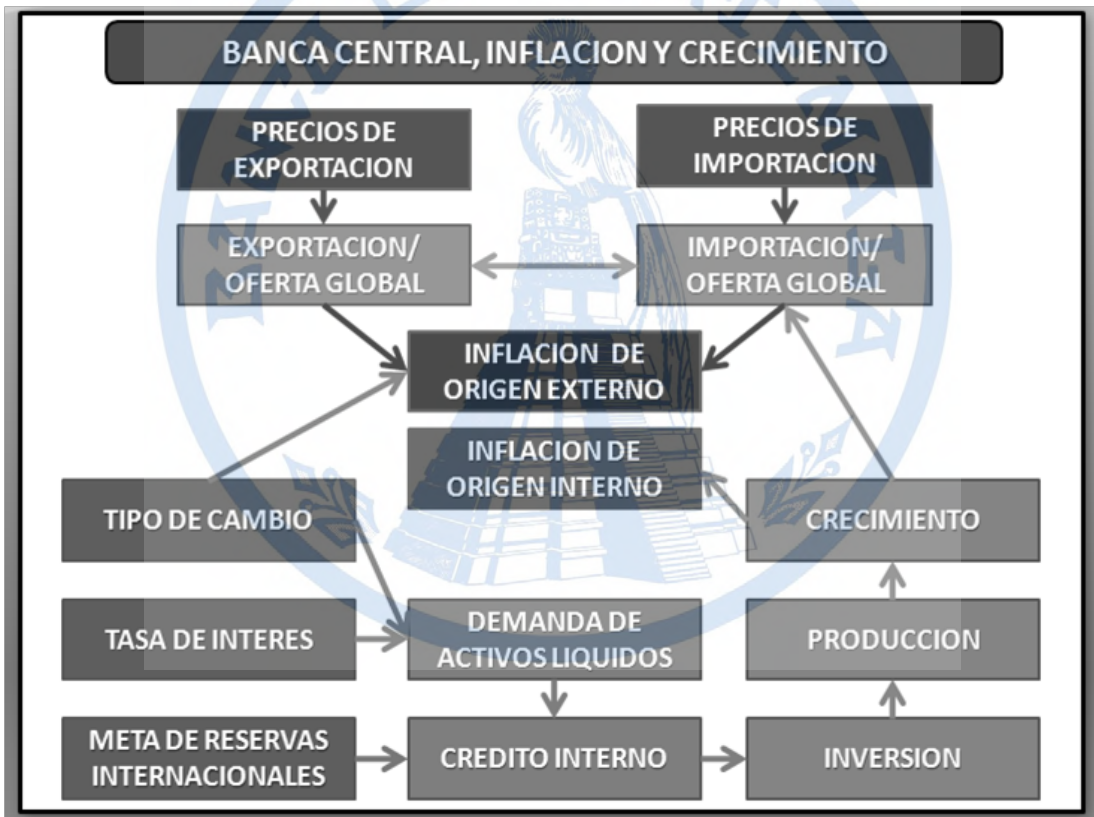 BANCA CENTRAL, INFLACION Y CRECIMIENTO
PRECIOS DE
EXPORTACION
PRECIOS DE
IMPORTACION
EXPORTACION/
OFERTA GLOBAL
IMPORTACION/
OFERTA GLOBAL
INFLACION DE
ORIGEN EXTERNO
INFLACION DE
ORIGEN INTERNO
TIPO DE CAMBIO
CRECIMIENTO
TASA DE INTERES
DEMANDA DE
ACTIVOS LIQUIDOS
PRODUCCION
META DE RESERVAS
INTERNACIONALES
CREDITO INTERNO
INVERSION